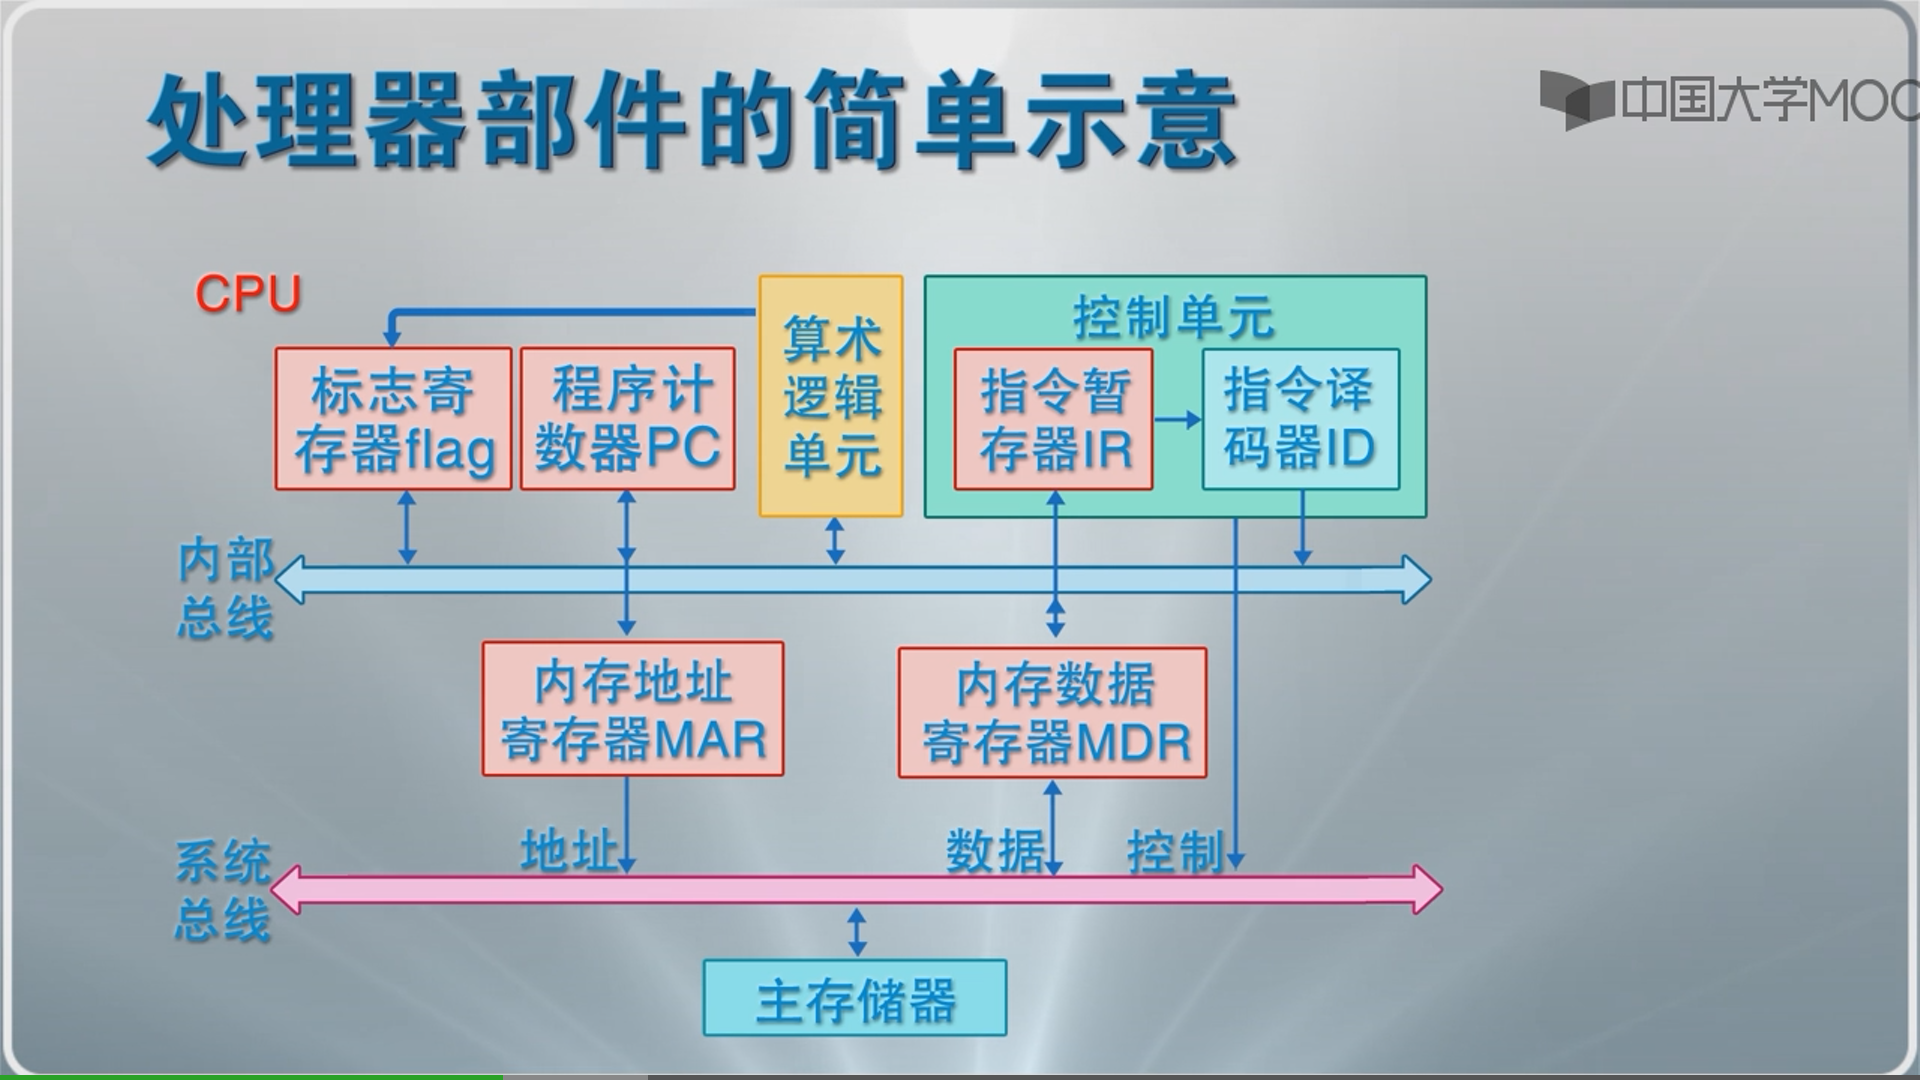 处理器部件的简单示意
中国大学MOO
CPU
标志寄
存器flag
程序计
数器PC
算术
逻辑
单元
控制单元
指令暂
存器IR
指令译
码器ID
内部
总线
内存地址
寄存器MAR
内存数据
寄存器MDR
地址
数据
控制
系统
总线
主存储器